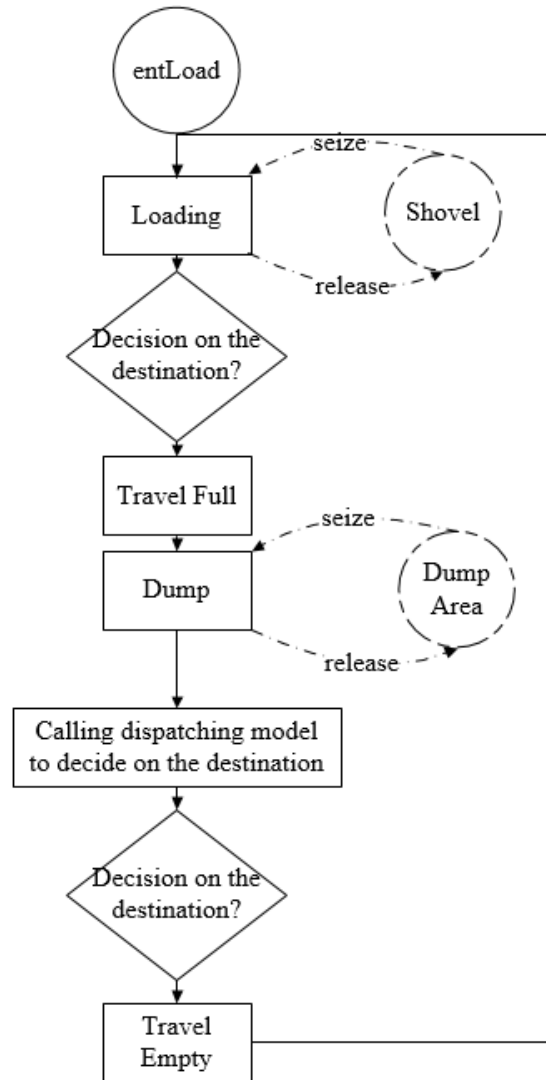 entLoad
seize
Loading
Shovel
release
Decision on the
destination?
Travel Full
seize
Dump
Dump
Area
release
Calling dispatching model
to decide on the destination
Decision on the
destination?
Travel
Empty